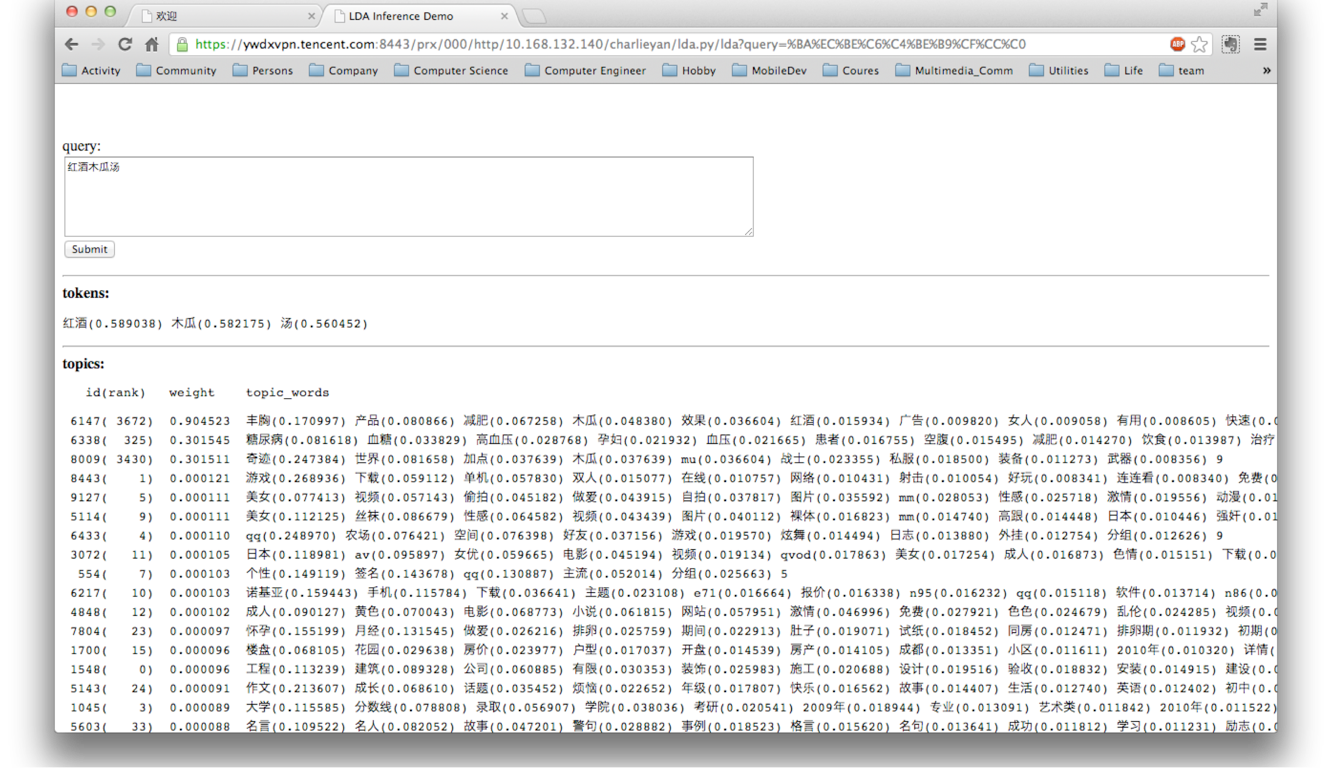 欢迎 × LDA Inference Demo ×
https://ywdxvpn.tencent.com:8443/prx/000/http/10.168.132.140/charlieyan/lda.py/lda?query=%BA%EC%BE%C6%C4%BE%B9%CF%CC%C0 ABP
Activity Community Persons Company Computer Science Computer Engineer Hobby MobileDev Coures Multimedia_Comm Utilities Life team »
query:
红酒木瓜汤
Submit
tokens:
红酒(0.589038) 木瓜(0.582175) 汤(0.560452)
topics:
id(rank) weight topic_words
6147( 3672) 0.904523 丰胸(0.170997) 产品(0.080866) 减肥(0.067258) 木瓜(0.048380) 效果(0.036604) 红酒(0.015934) 广告(0.009820) 女人(0.009058) 有用(0.008605) 快速(0.0
6338( 325) 0.301545 糖尿病(0.081618) 血糖(0.033829) 高血压(0.028768) 孕妇(0.021932) 血压(0.021665) 患者(0.016755) 空腹(0.015495) 减肥(0.014270) 饮食(0.013987) 治疗
8009( 3430) 0.301511 奇迹(0.247384) 世界(0.081658) 加点(0.037639) 木瓜(0.037639) mu(0.036604) 战士(0.023355) 私服(0.018500) 装备(0.011273) 武器(0.008356) 9
8443( 1) 0.000121 游戏(0.268936) 下载(0.059112) 单机(0.057830) 双人(0.015077) 在线(0.010757) 网络(0.010431) 射击(0.010054) 好玩(0.008341) 连连看(0.008340) 免费(0
9127( 5) 0.000111 美女(0.077413) 视频(0.057143) 偷拍(0.045182) 做爱(0.043915) 自拍(0.037817) 图片(0.035592) mm(0.028053) 性感(0.025718) 激情(0.019556) 动漫(0.01
5114( 9) 0.000111 美女(0.112125) 丝袜(0.086679) 性感(0.064582) 视频(0.043439) 图片(0.040112) 裸体(0.016823) mm(0.014740) 高跟(0.014448) 日本(0.010446) 强奸(0.01
6433( 4) 0.000110 qq(0.248970) 农场(0.076421) 空间(0.076398) 好友(0.037156) 游戏(0.019570) 炫舞(0.014494) 日志(0.013880) 外挂(0.012754) 分组(0.012626) 9
3072( 11) 0.000105 日本(0.118981) av(0.095897) 女优(0.059665) 电影(0.045194) 视频(0.019134) qvod(0.017863) 美女(0.017254) 成人(0.016873) 色情(0.015151) 下载(0.0
554( 7) 0.000103 个性(0.149119) 签名(0.143678) qq(0.130887) 主流(0.052014) 分组(0.025663) 5
6217( 10) 0.000103 诺基亚(0.159443) 手机(0.115784) 下载(0.036641) 主题(0.023108) e71(0.016664) 报价(0.016338) n95(0.016232) qq(0.015118) 软件(0.013714) n86(0.0
4848( 12) 0.000102 成人(0.090127) 黄色(0.070043) 电影(0.068773) 小说(0.061815) 网站(0.057951) 激情(0.046996) 免费(0.027921) 色色(0.024679) 乱伦(0.024285) 视频(0.0
7804( 23) 0.000097 怀孕(0.155199) 月经(0.131545) 做爱(0.026216) 排卵(0.025759) 期间(0.022913) 肚子(0.019071) 试纸(0.018452) 同房(0.012471) 排卵期(0.011932) 初期(0
1700( 15) 0.000096 楼盘(0.068105) 花园(0.029638) 房价(0.023977) 户型(0.017037) 开盘(0.014539) 房产(0.014105) 成都(0.013351) 小区(0.011611) 2010年(0.010320) 详情(
1548( 0) 0.000096 工程(0.113239) 建筑(0.089328) 公司(0.060885) 有限(0.030353) 装饰(0.025983) 施工(0.020688) 设计(0.019516) 验收(0.018832) 安装(0.014915) 建设(0.0
5143( 24) 0.000091 作文(0.213607) 成长(0.068610) 话题(0.035452) 烦恼(0.022652) 年级(0.017807) 快乐(0.016562) 故事(0.014407) 生活(0.012740) 英语(0.012402) 初中(0.0
1045( 3) 0.000089 大学(0.115585) 分数线(0.078808) 录取(0.056907) 学院(0.038036) 考研(0.020541) 2009年(0.018944) 专业(0.013091) 艺术类(0.011842) 2010年(0.011522)
5603( 33) 0.000088 名言(0.109522) 名人(0.082052) 故事(0.047201) 警句(0.028882) 事例(0.018523) 格言(0.015620) 名句(0.013641) 成功(0.011812) 学习(0.011231) 励志(0.0